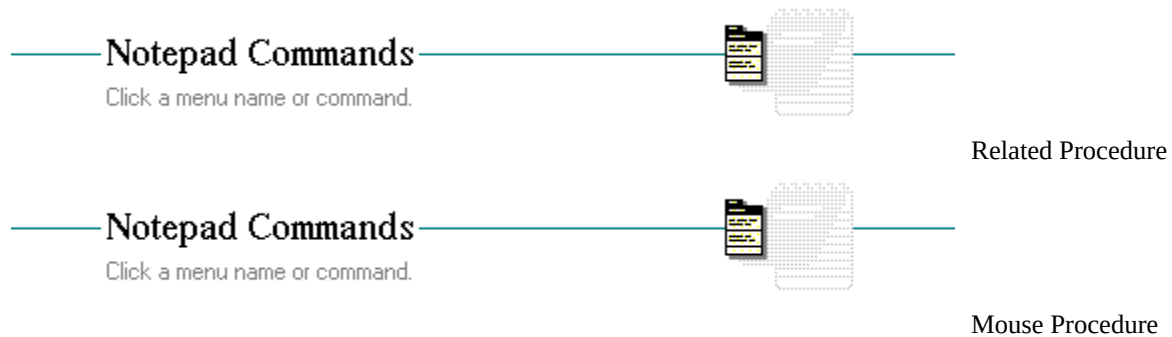 Notepad Commands
Click a menu name or command.
Related Procedure
Notepad Commands
Click a menu name or command.
Mouse Procedure